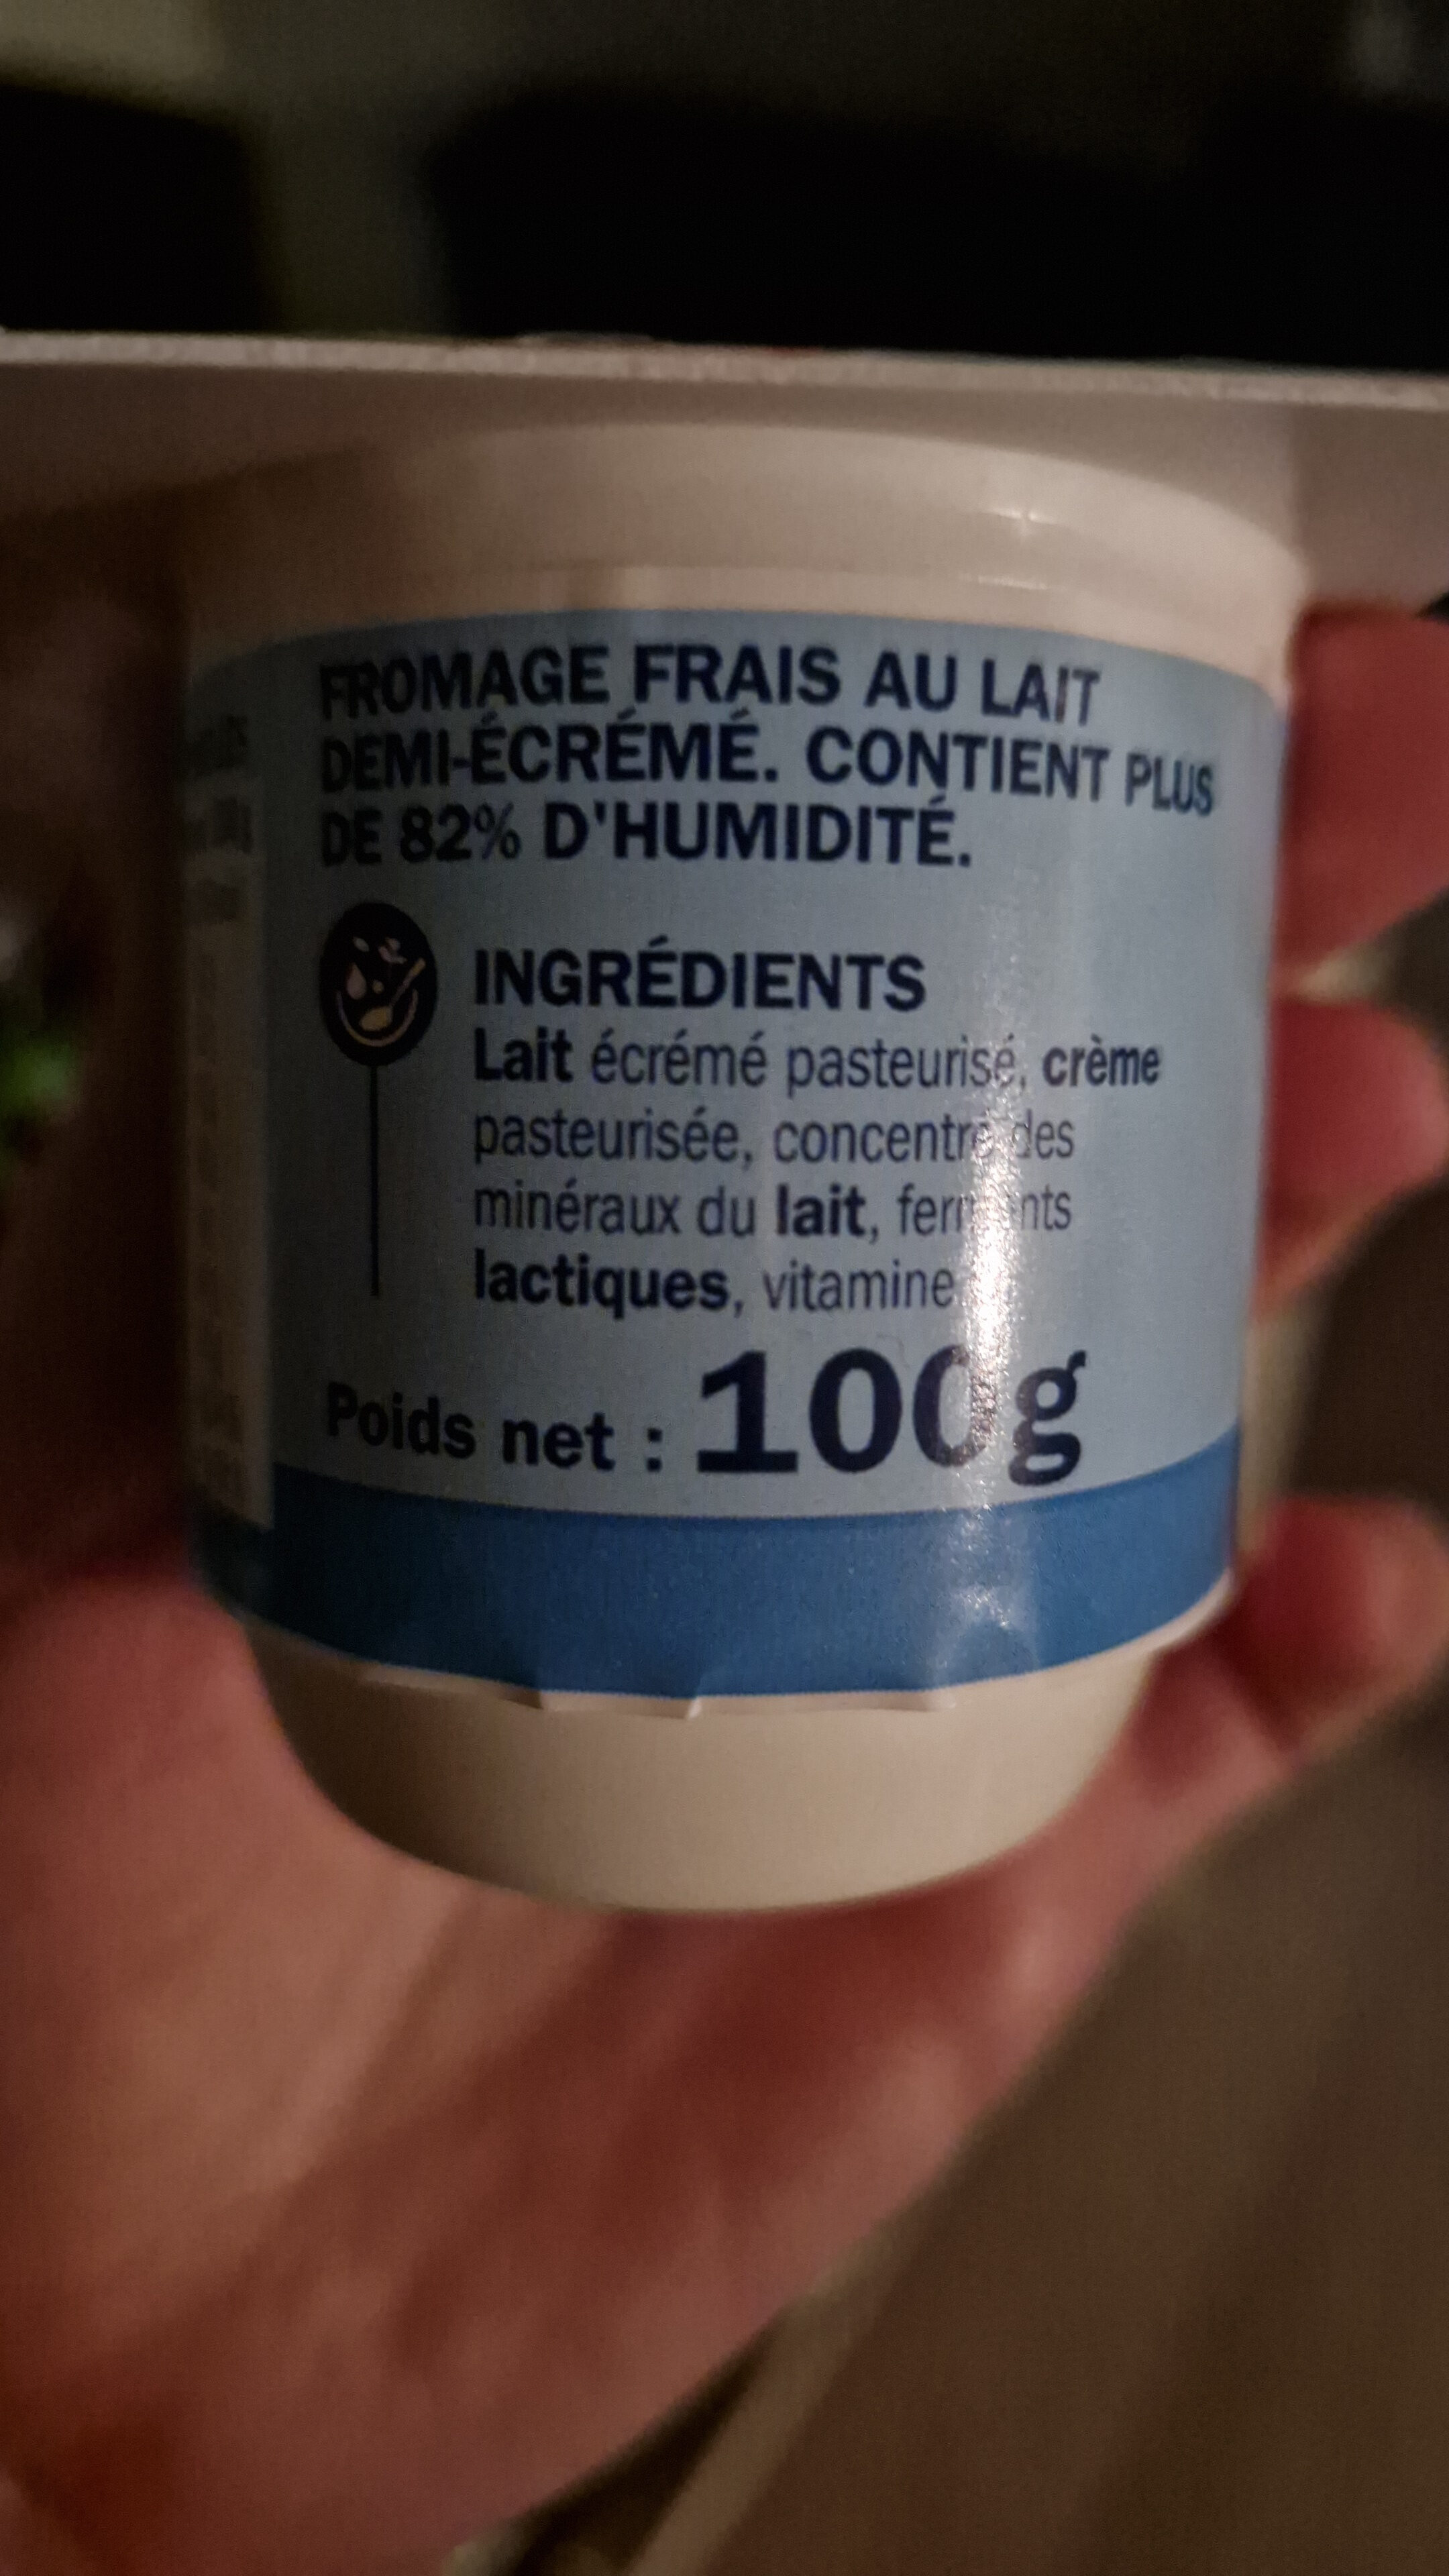 FROMAGE FRAIS AU LAIT
DEMI-ÉCRÉMÉ. CONTIENT PLUS
DE 82% D'HUMIDITÉ.
INGRÉDIENTS
Lait écrémé pasteurisé, crème
pasteurisée, concentré des
minéraux du lait, ferments
lactiques, vitamine
Poids net : 100g